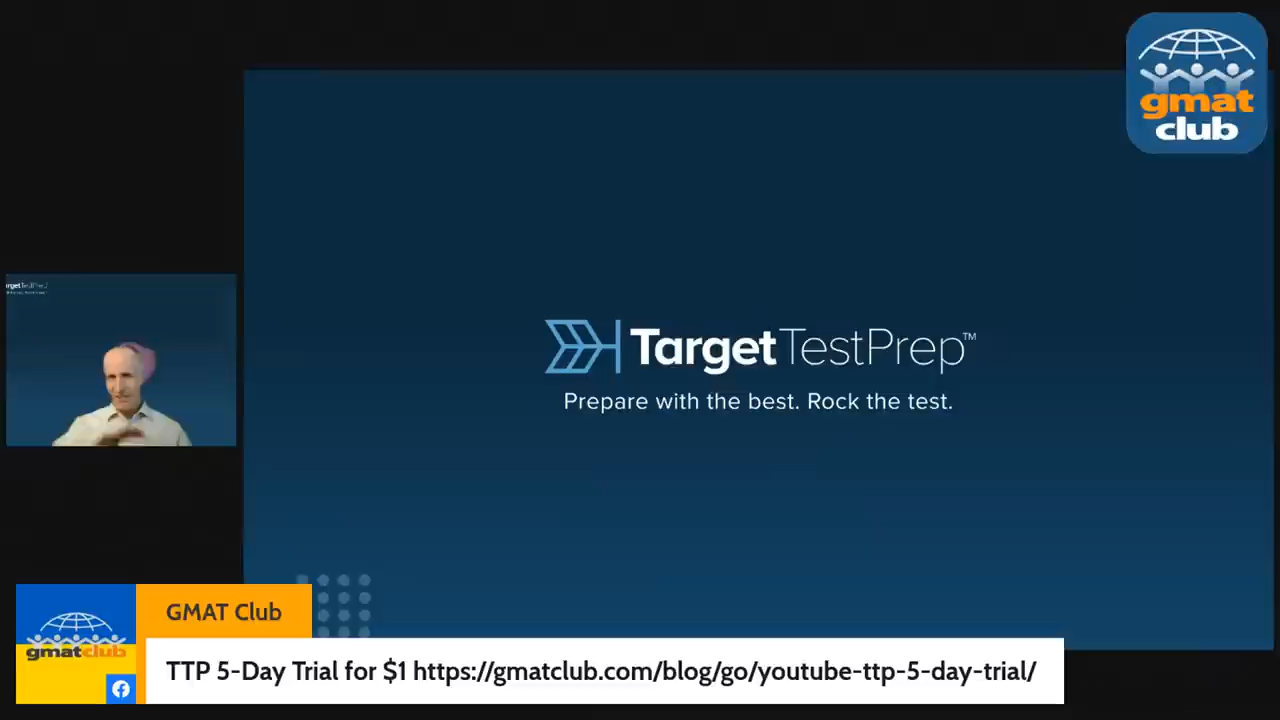 gmat
club
TargetTestPrep™
Prepare with the best. Rock the test.
GMAT Club
gmatclub
TTP 5-Day Trial for $1 https://gmatclub.com/blog/go/youtube-ttp-5-day-trial/